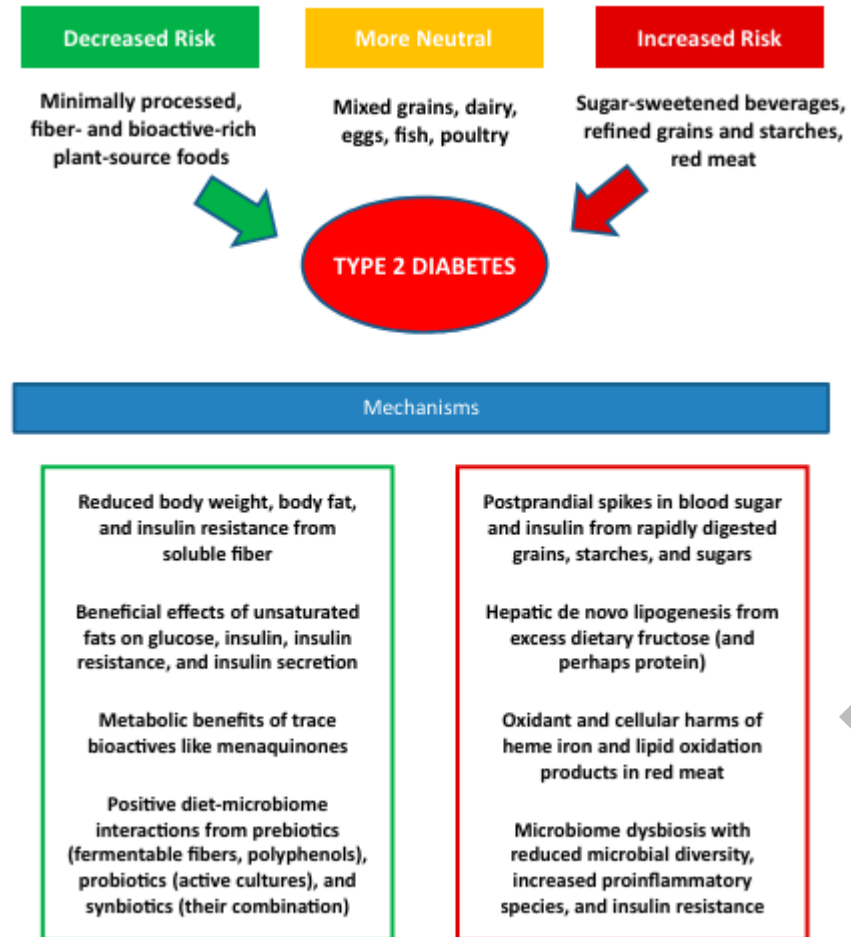 Decreased Risk
More Neutral
Increased Risk
Minimally processed,
fiber- and bioactive-rich
plant-source foods
Mixed grains, dairy,
eggs, fish, poultry
Sugar-sweetened beverages,
refined grains and starches,
red meat
TYPE 2 DIABETES
Mechanisms
Reduced body weight, body fat,
and insulin resistance from
soluble fiber
Beneficial effects of unsaturated
fats on glucose, insulin, insulin
resistance, and insulin secretion
Metabolic benefits of trace
bioactives like menaquinones
Positive diet-microbiome
interactions from prebiotics
(fermentable fibers, polyphenols),
probiotics (active cultures), and
synbiotics (their combination)
Postprandial spikes in blood sugar
and insulin from rapidly digested
grains, starches, and sugars
Hepatic de novo lipogenesis from
excess dietary fructose (and
perhaps protein)
Oxidant and cellular harms of
heme iron and lipid oxidation
products in red meat
Microbiome dysbiosis with
reduced microbial diversity,
increased proinflammatory
species, and insulin resistance